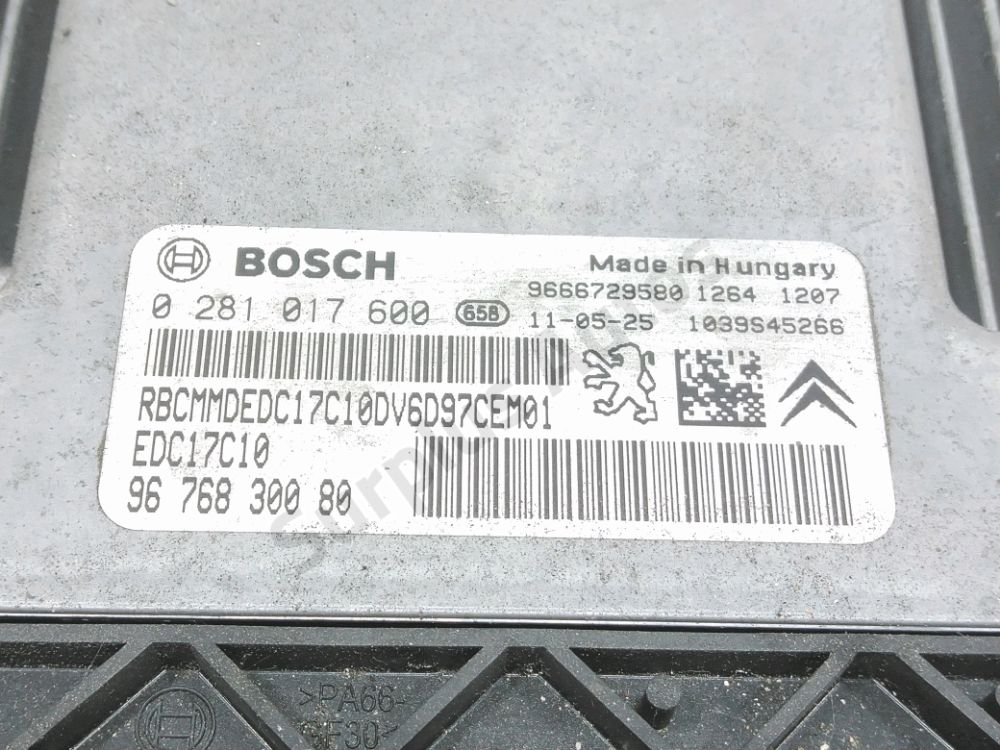 BOSCH
Made in Hungary
9666729580 1264 1207
0 281 017 600 658 11-05-25 1039S45266
RBCMMDEDC17C10DV6D97CEM01
EDC17C10
96 768 300 80
>PA66-
GF30<